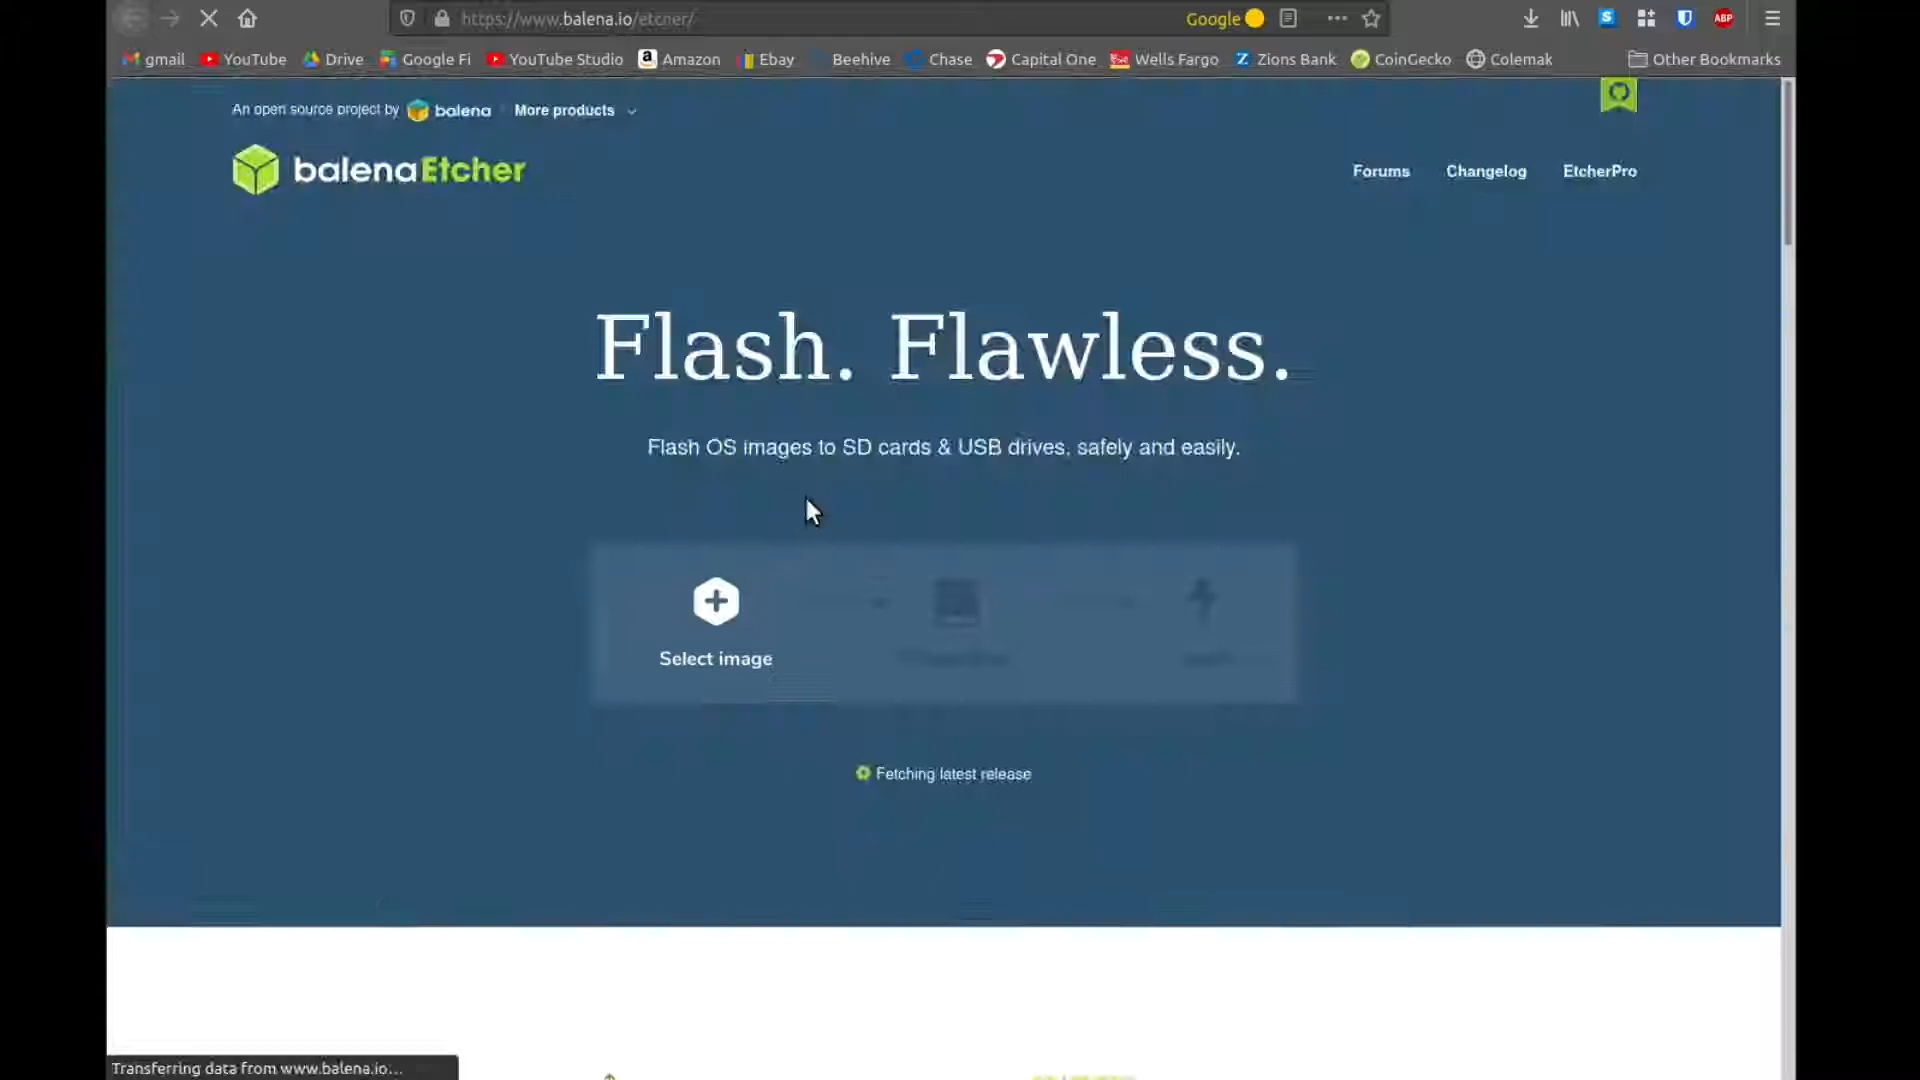 https://www.balena.io/etcher/ Google
gmail YouTube Drive Google Fi YouTube Studio Amazon Ebay Beehive Chase Capital One Wells Fargo Zions Bank CoinGecko Colemak Other Bookmarks
An open source project by balena More products
balenaEtcher
Forums Changelog EtcherPro
Flash. Flawless.
Flash OS images to SD cards & USB drives, safely and easily.
Select image
Fetching latest release
Transferring data from www.balena.io...